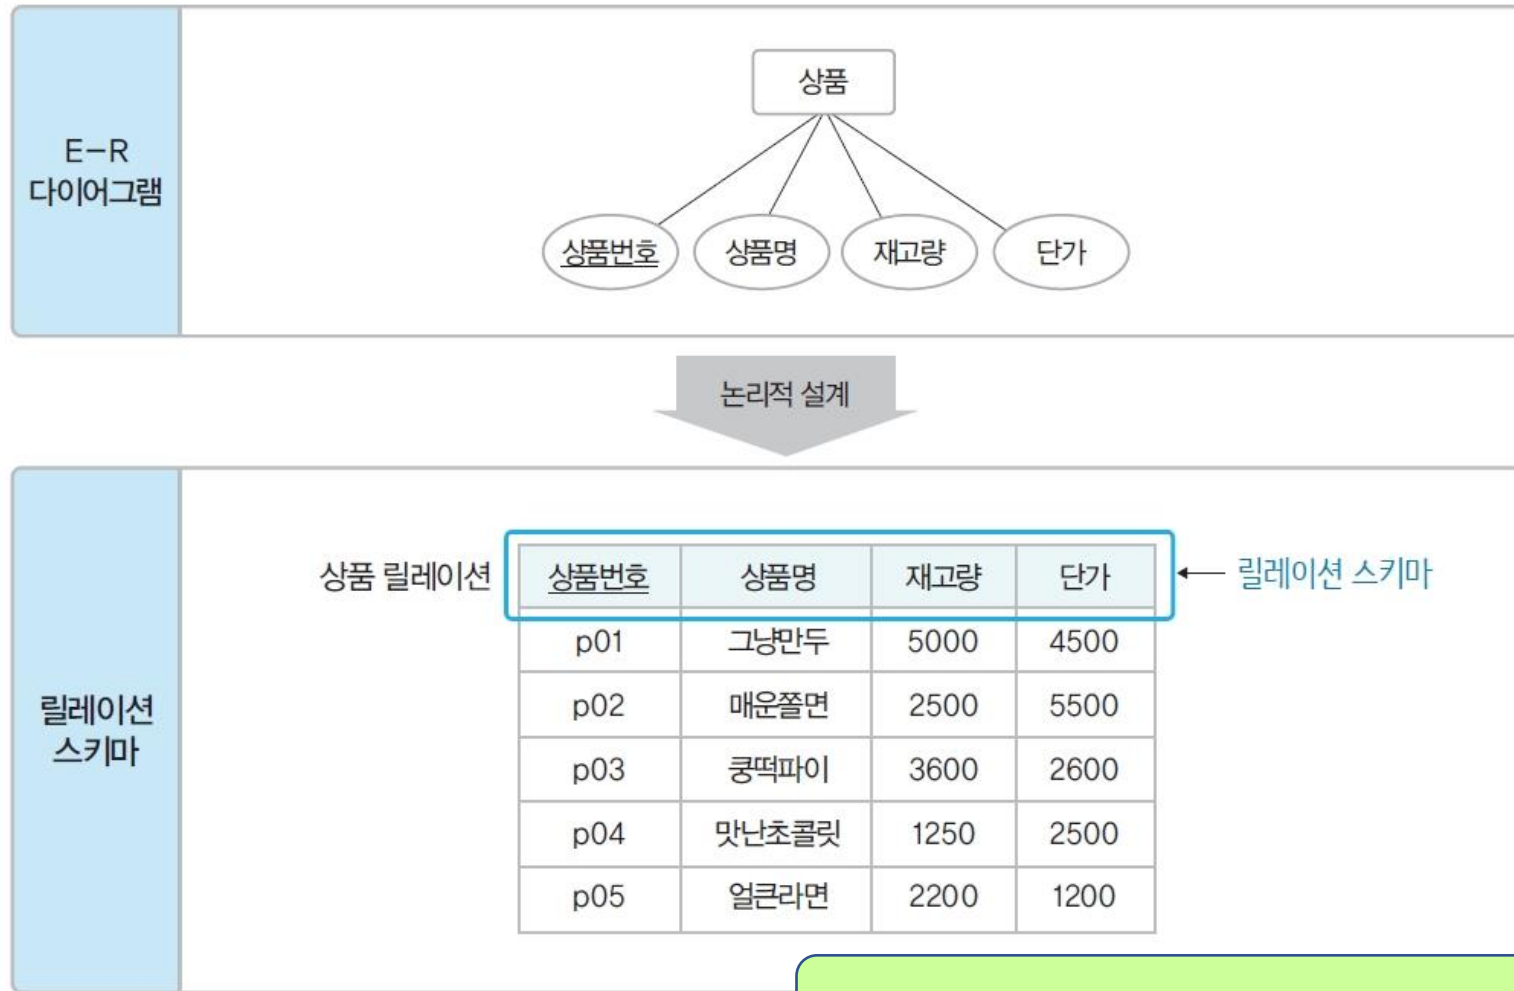 E-R
다이어그램
상품
상품번호 상품명 재고량 단가
논리적 설계
릴레이션
스키마
상품 릴레이션
상품번호 상품명 재고량 단가
릴레이션 스키마
p01 그냥만두 5000 4500
p02 매운쫄면 2500 5500
p03 쿵떡파이 3600 2600
p04 맛난초콜릿 1250 2500
p05 얼큰라면 2200 1200